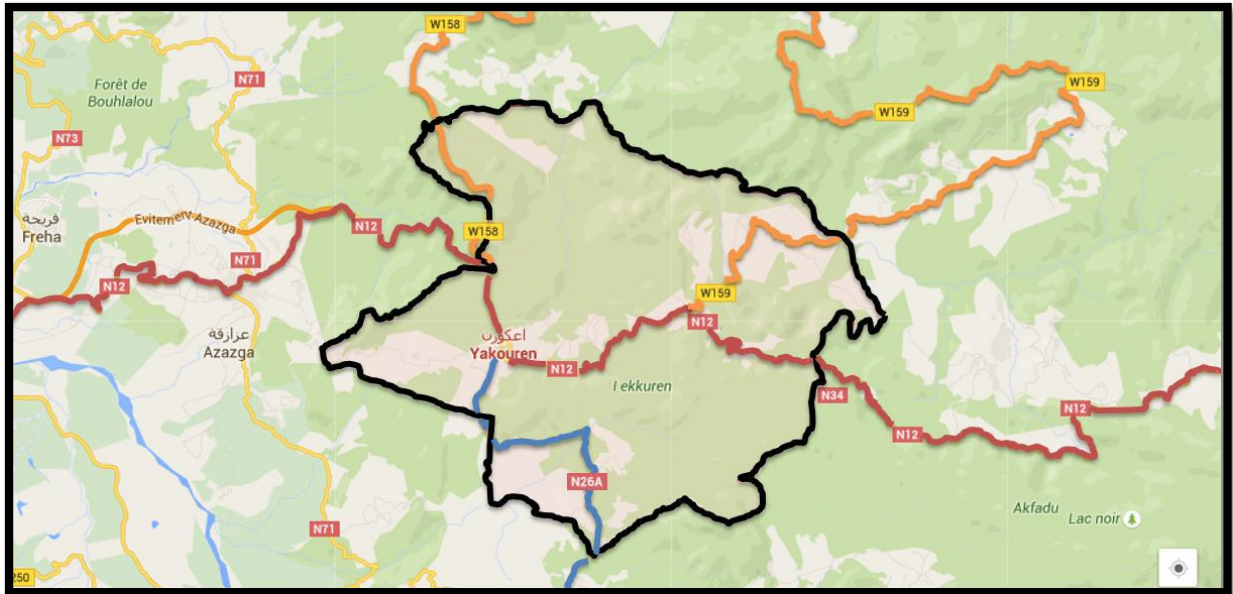 W158
W159
N71
Forêt de
Bouhlalou
W159
N73
فريحة
Freha
Evitement Azazga
N12
W158
N71
N12
W159
N12
عزازقة
Azazga
اعكورن
Yakouren
N12
I ekkuren
N34
N12
N12
N26A
Akfadu
Lac noir
N71
250